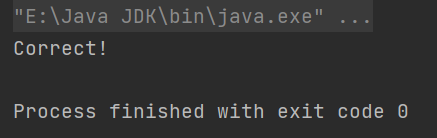 "E:\Java JDK\bin\java.exe" ...
Correct!
Process finished with exit code 0